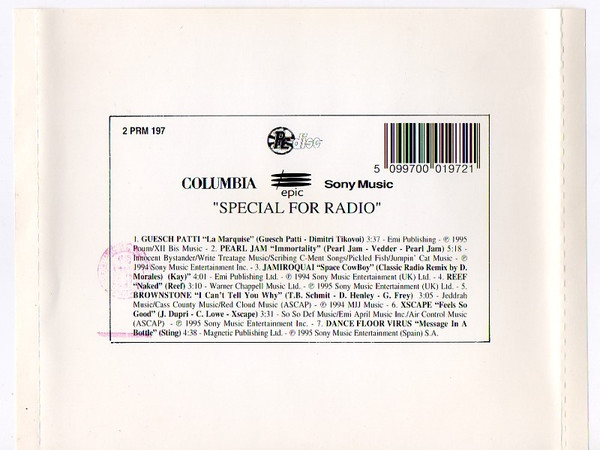 2 PRM 197
disc
5 099700 019721
COLUMBIA epic Sony Music
"SPECIAL FOR RADIO"
1. GUESCH PATTI "La Marquise" (Guesch Patti - Dimitri Tikovoi) 3:37 - Emi Publishing - ℗ 1995
Poum/XII Bis Music - 2. PEARL JAM "Immortality" (Pearl Jam - Vedder - Pearl Jam) 5:18 -
Innocent Bystander/Write Treatage Music/Scribing C-Ment Songs/Pickled Fish/Jumpin' Cat Music - ℗
1994 Sony Music Entertainment Inc. - 3. JAMIROQUAI "Space CowBoy" (Classic Radio Remix by D.
Morales) (Kay)" 4:01 - Emi Publishing - ℗ 1994 Sony Music Entertainment (UK) Ltd. - 4. REEF
"Naked" (Reef) 3:10 - Warner Chappell Music Ltd. - ℗ 1995 Sony Music Entertainment (UK) Ltd. - 5.
BROWNSTONE "I Can't Tell You Why" (T.B. Schmit - D. Henley - G. Frey) 3:05 - Jeddrah
Music/Cass County Music/Red Cloud Music (ASCAP) - ℗ 1994 MJJ Music - 6. XSCAPE "Feels So
Good" (J. Dupri - C. Lowe - Xscape) 3:31 - So So Def Music/Emi April Music Inc/Air Control Music
(ASCAP) - ℗ 1995 Sony Music Entertainment Inc. - 7. DANCE FLOOR VIRUS "Message In A
Bottle" (Sting) 4:38 - Magnetic Publishing Ltd. - ℗ 1995 Sony Music Entertainment (Spain) S.A.